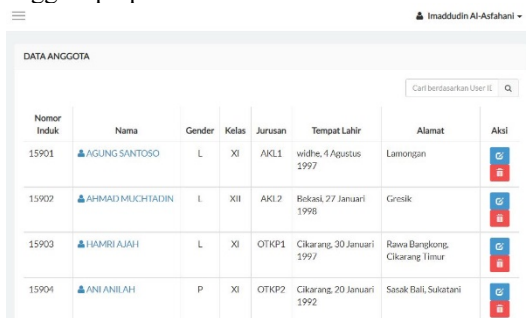 Imaddudin Al-Asfahani
DATA ANGGOTA
Cari berdasarkan User
Nomor Induk Nama Gender Kelas Jurusan Tempat Lahir Alamat Aksi
15901 AGUNG SANTOSO L XI AKL1 widhe, 4 Agustus 1997 Lamongan
15902 AHMAD MUCHTADIN L XII AKL2 Bekasi, 27 Januari 1998 Gresik
15903 HAMRI AJAH L XI OTKP1 Cikarang, 30 Januari 1997 Rawa Bangkong, Cikarang Timur
15904 ANI ANILAH P XI OTKP2 Cikarang, 20 Januari 1992 Sasak Bali, Sukatani